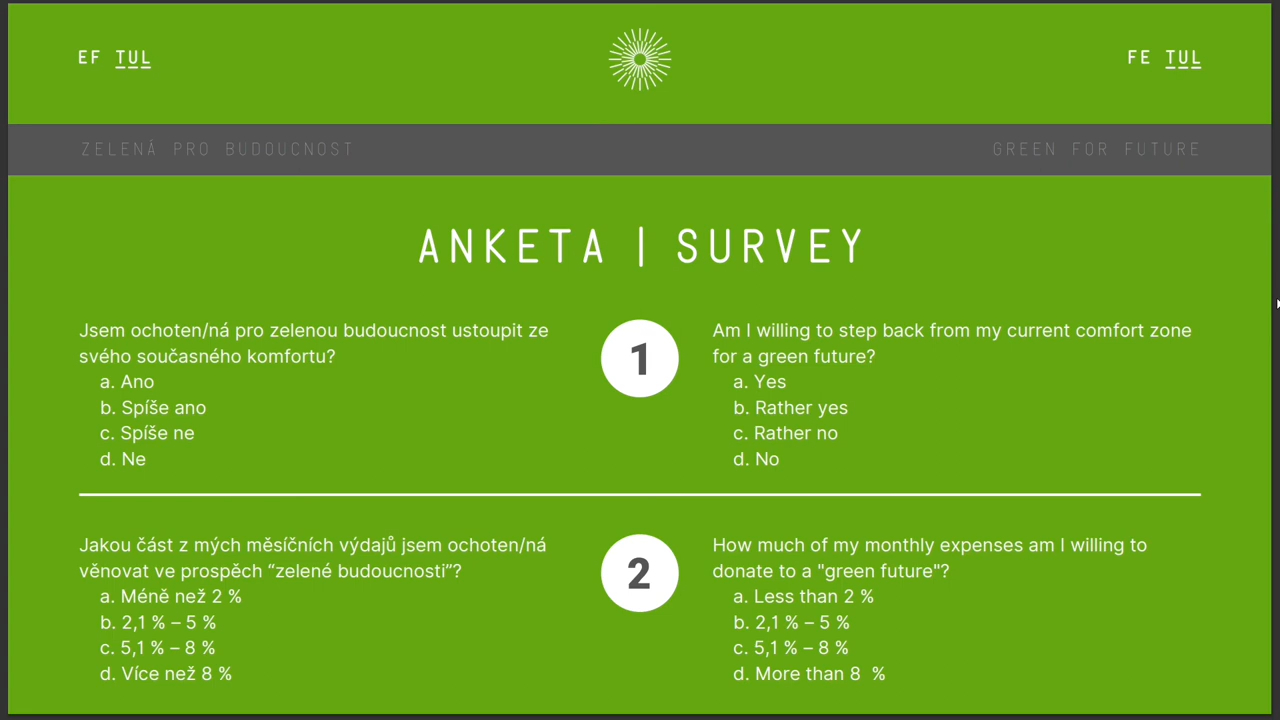 EF TUL
FE TUL
ZELENÁ PRO BUDOUCNOST
GREEN FOR FUTURE
ANKETA | SURVEY
Jsem ochoten/ná pro zelenou budoucnost ustoupit ze
svého současného komfortu?
a. Ano
b. Spíše ano
c. Spíše ne
d. Ne
1
Am I willing to step back from my current comfort zone
for a green future?
a. Yes
b. Rather yes
c. Rather no
d. No
Jakou část z mých měsíčních výdajů jsem ochoten/ná
věnovat ve prospěch “zelené budoucnosti”?
a. Méně než 2 %
b. 2,1 % – 5 %
c. 5,1 % – 8 %
d. Více než 8 %
2
How much of my monthly expenses am I willing to
donate to a "green future"?
a. Less than 2 %
b. 2,1 % – 5 %
c. 5,1 % – 8 %
d. More than 8  %